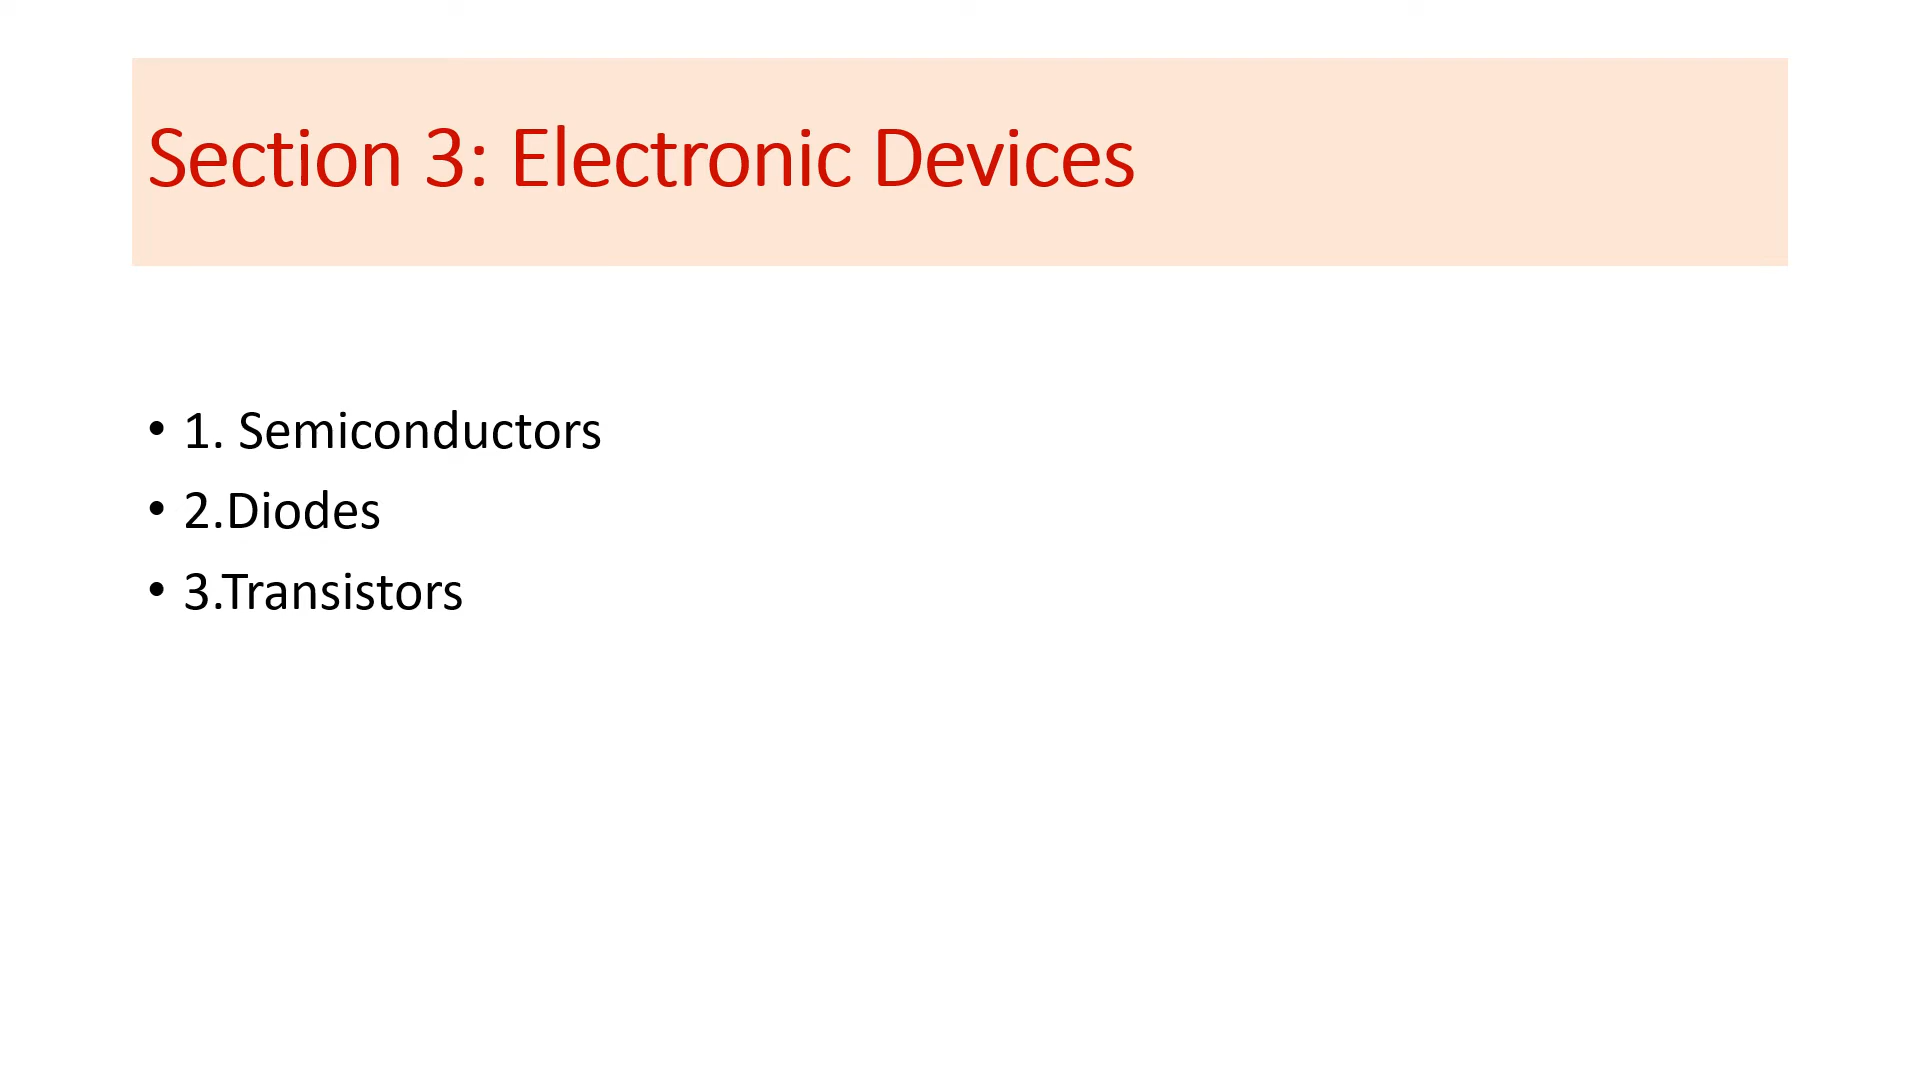 Section 3: Electronic Devices
• 1. Semiconductors
• 2.Diodes
• 3.Transistors